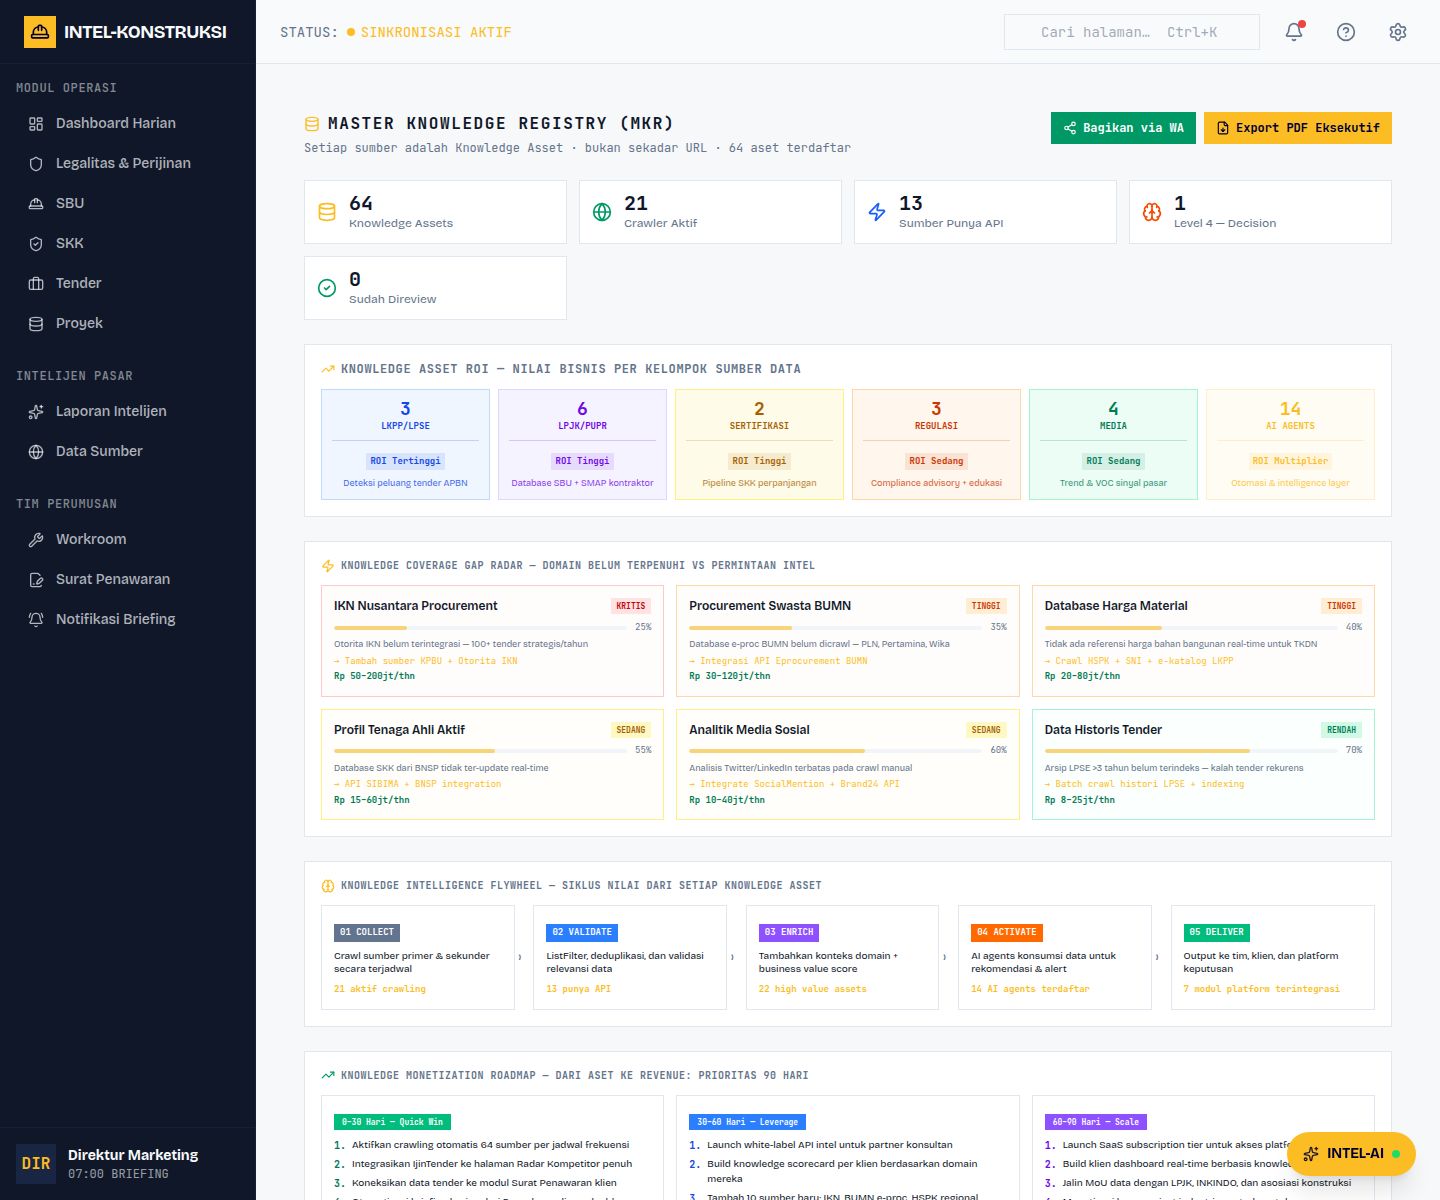 INTEL-KONSTRUKSI
STATUS: SINKRONISASI AKTIF
Cari halaman… Ctrl+K
MODUL OPERASI
Dashboard Harian
Legalitas & Perijinan
SBU
SKK
Tender
Proyek
INTELIJEN PASAR
Laporan Intelijen
Data Sumber
TIM PERUMUSAN
Workroom
Surat Penawaran
Notifikasi Briefing
DIR
Direktur Marketing
07:00 BRIEFING
MASTER KNOWLEDGE REGISTRY (MKR)
Setiap sumber adalah Knowledge Asset · bukan sekadar URL · 64 aset terdaftar
Bagikan via WA
Export PDF Eksekutif
64
Knowledge Assets
21
Crawler Aktif
13
Sumber Punya API
1
Level 4 — Decision
0
Sudah Direview
KNOWLEDGE ASSET ROI — NILAI BISNIS PER KELOMPOK SUMBER DATA
3
LKPP/LPSE
ROI Tertinggi
Deteksi peluang tender APBN
6
LPJK/PUPR
ROI Tinggi
Database SBU + SMAP kontraktor
2
SERTIFIKASI
ROI Tinggi
Pipeline SKK perpanjangan
3
REGULASI
ROI Sedang
Compliance advisory + edukasi
4
MEDIA
ROI Sedang
Trend & VOC sinyal pasar
14
AI AGENTS
ROI Multiplier
Otomasi & intelligence layer
KNOWLEDGE COVERAGE GAP RADAR — DOMAIN BELUM TERPENUHI VS PERMINTAAN INTEL
IKN Nusantara Procurement
KRITIS
25%
Otorita IKN belum terintegrasi — 100+ tender strategis/tahun
→ Tambah sumber KPBU + Otorita IKN
Rp 50-200jt/thn
Procurement Swasta BUMN
TINGGI
35%
Database e-proc BUMN belum dicrawl — PLN, Pertamina, Wika
→ Integrasi API Eprocurement BUMN
Rp 30-120jt/thn
Database Harga Material
TINGGI
40%
Tidak ada referensi harga bahan bangunan real-time untuk TKDN
→ Crawl HSPK + SNI + e-katalog LKPP
Rp 20-80jt/thn
Profil Tenaga Ahli Aktif
SEDANG
55%
Database SKK dari BNSP tidak ter-update real-time
→ API SIBIMA + BNSP integration
Rp 15-60jt/thn
Analitik Media Sosial
SEDANG
60%
Analisis Twitter/LinkedIn terbatas pada crawl manual
→ Integrate SocialMention + Brand24 API
Rp 10-40jt/thn
Data Historis Tender
RENDAH
70%
Arsip LPSE >3 tahun belum terindeks — kalah tender rekurens
→ Batch crawl histori LPSE + indexing
Rp 8-25jt/thn
KNOWLEDGE INTELLIGENCE FLYWHEEL — SIKLUS NILAI DARI SETIAP KNOWLEDGE ASSET
01 COLLECT
Crawl sumber primer & sekunder
secara terjadwal
21 aktif crawling
›
02 VALIDATE
ListFilter, deduplikasi, dan validasi
relevansi data
13 punya API
›
03 ENRICH
Tambahkan konteks domain +
business value score
22 high value assets
›
04 ACTIVATE
AI agents konsumsi data untuk
rekomendasi & alert
14 AI agents terdaftar
›
05 DELIVER
Output ke tim, klien, dan platform
keputusan
7 modul platform terintegrasi
KNOWLEDGE MONETIZATION ROADMAP — DARI ASET KE REVENUE: PRIORITAS 90 HARI
0-30 Hari — Quick Win
1. Aktifkan crawling otomatis 64 sumber per jadwal frekuensi
2. Integrasikan IjinTender ke halaman Radar Kompetitor penuh
3. Koneksikan data tender ke modul Surat Penawaran klien
30-60 Hari — Leverage
1. Launch white-label API intel untuk partner konsultan
2. Build knowledge scorecard per klien berdasarkan domain
mereka
3. Tambah 10 sumber baru: IKN, BUMN e-proc, HSPK regional
60-90 Hari — Scale
1. Launch SaaS subscription tier untuk akses
2. Build klien dashboard real-time berbasis
3. Jalin MoU data dengan LPJK, INKINDO, dan asosiasi konstruksi
INTEL-AI